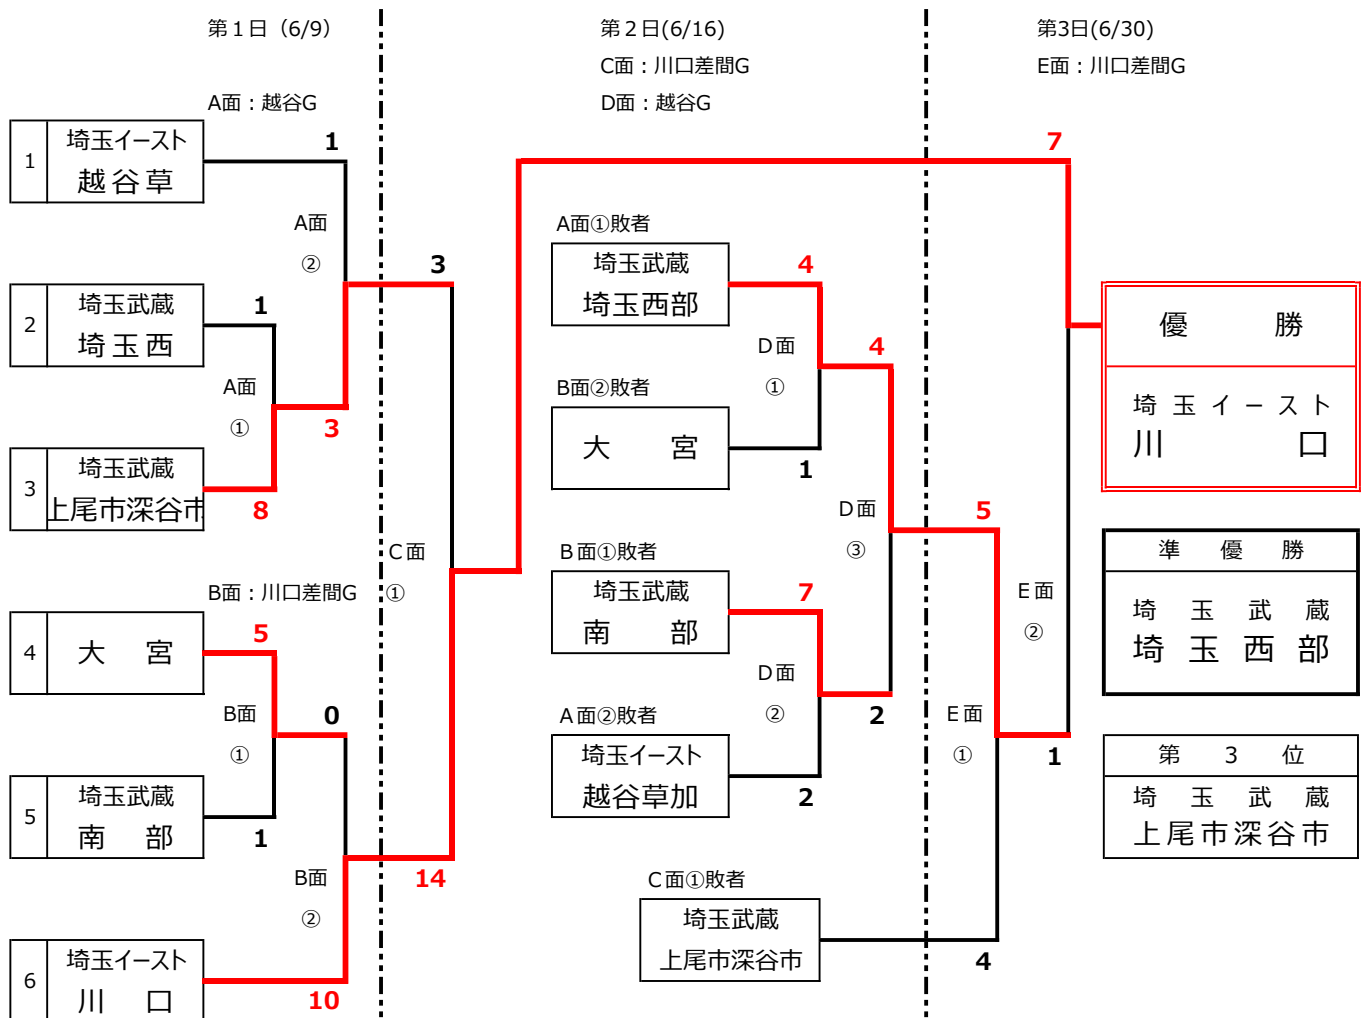 第１日（6/9）
A面：越谷G
1
埼玉イースト
越谷草
1
A面
②
2
埼玉武蔵
埼玉西
1
A面
①
3
3
埼玉武蔵
上尾市深谷市
8
B面：川口差間G
4
大宮
5
B面
①
0
5
埼玉武蔵
南部
1
B面
②
6
埼玉イースト
川口
10
3
C面
①
14
第２日(6/16)
C面：川口差間G
D面：越谷G
A面①敗者
埼玉武蔵
埼玉西部
4
D面
①
4
B面②敗者
大宮
1
D面
③
B面①敗者
埼玉武蔵
南部
7
D面
②
2
A面②敗者
埼玉イースト
越谷草加
2
C面①敗者
埼玉武蔵
上尾市深谷市
4
第3日(6/30)
E面：川口差間G
7
5
E面
②
E面
①
1
優勝
埼玉イースト
川口
準優勝
埼玉武蔵
埼玉西部
第3位
埼玉武蔵
上尾市深谷市